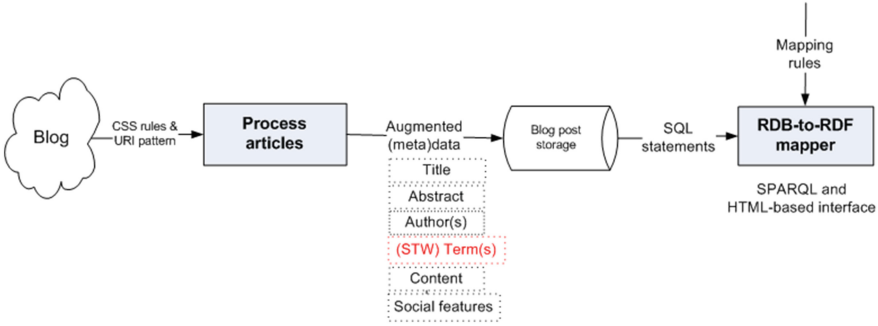 Blog
CSS rules &
URI pattern
Process
articles
Augmented
(meta)data
Title
Abstract
Author(s)
(STW) Term(s)
Content
Social features
Blog post
storage
SQL
statements
Mapping
rules
RDB-to-RDF
mapper
SPARQL and
HTML-based interface